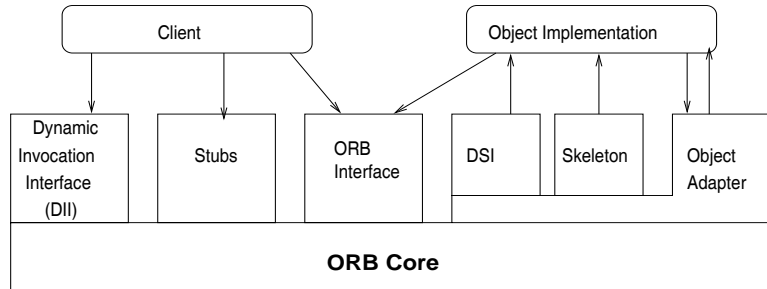 Client
Object Implementation
Dynamic
Invocation
Interface
(DII)
Stubs
ORB
Interface
DSI
Skeleton
Object
Adapter
ORB Core